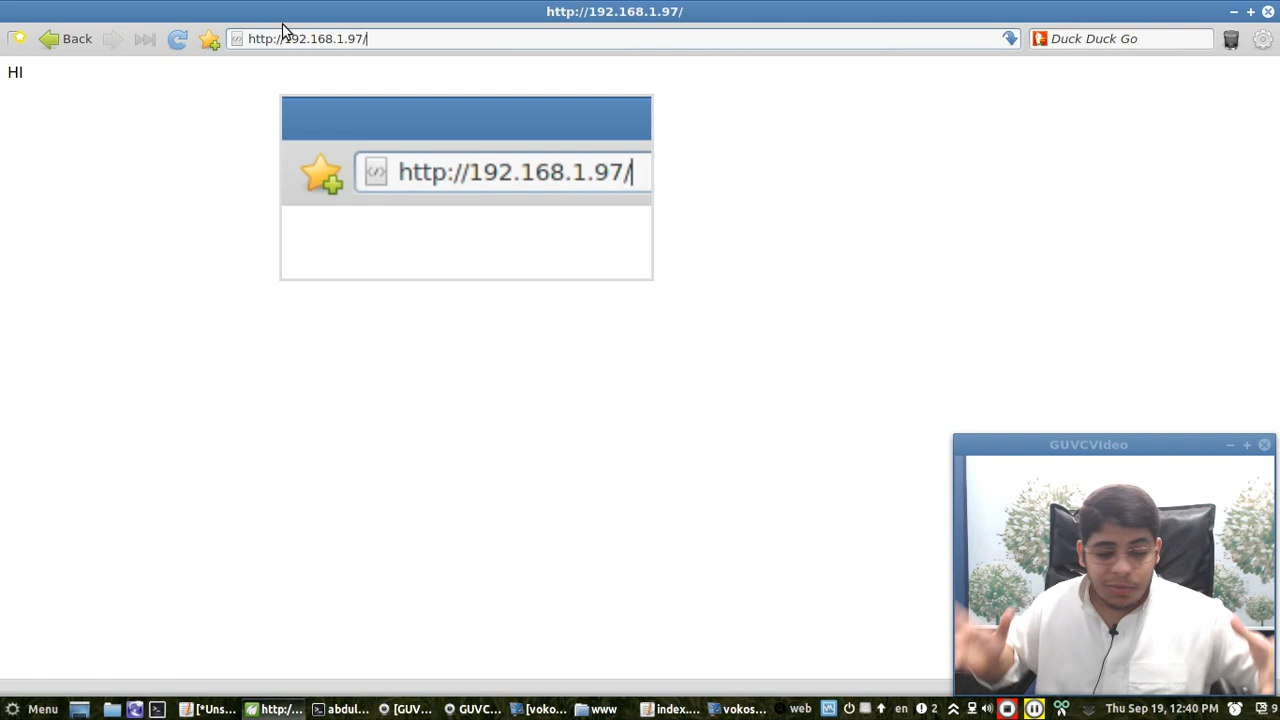 http://192.168.1.97/
Back
http://192.168.1.97/
Duck Duck Go
HI
http://192.168.1.97/
GUVCVIdeo
Menu
[*Uns...
http:/...
abdul...
[GUV...
GUVC...
[voko...
www
index....
vokos...
web
en
2
Thu Sep 19, 12:40 PM
9